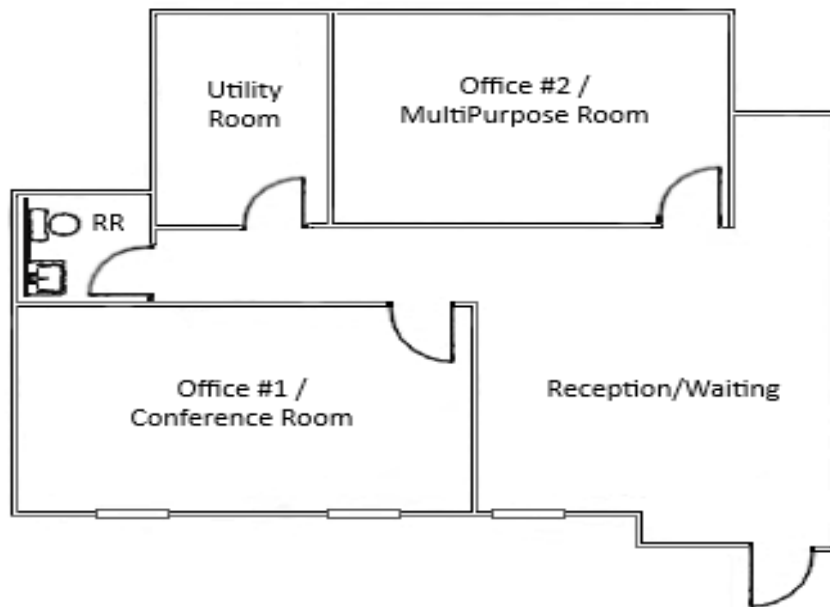 Utility
Room
Office #2 /
MultiPurpose Room
RR
Office #1 /
Conference Room
Reception/Waiting